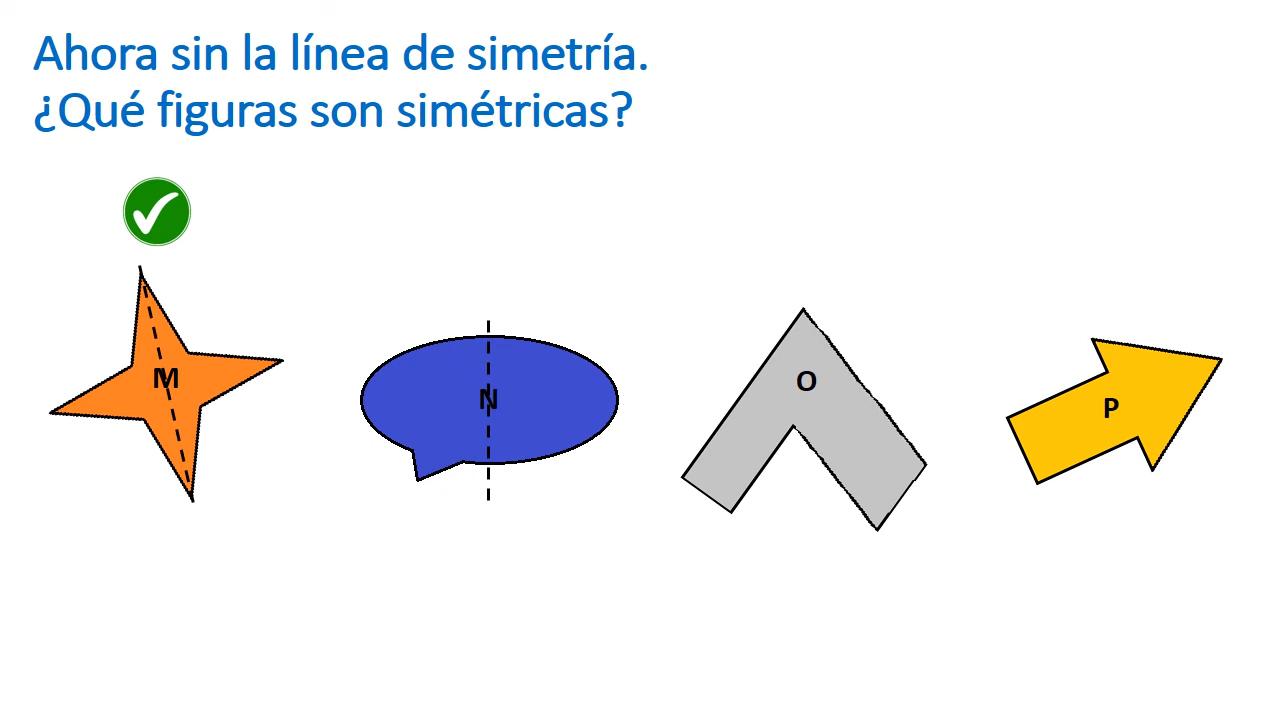 Ahora sin la línea de simetría.
¿Qué figuras son simétricas?
M
N
O
P